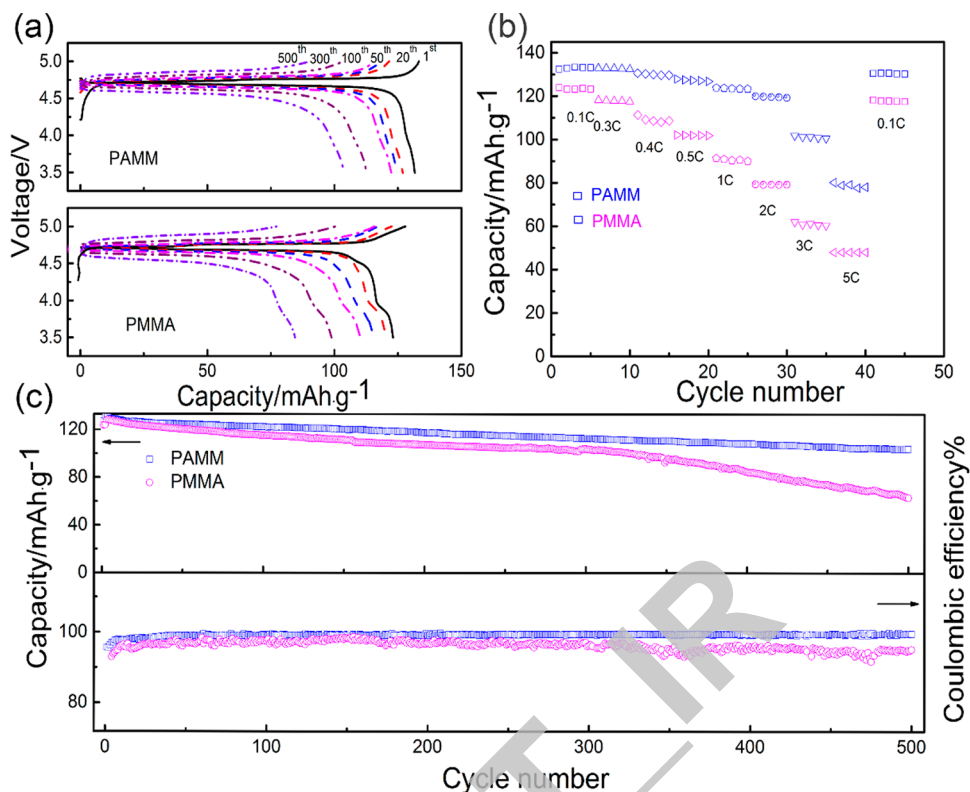 (a)
500th 300th 100th 50th 20th 1st
5.0
4.5
4.0
3.5
PAMM
5.0
4.5
4.0
3.5
PMMA
0 50 100 150
Voltage/V
Capacity/mAh·g-1
(b)
140
120
100
80
60
40
20
0
0.1C
0.3C
0.4C
0.5C
1C
2C
3C
5C
0.1C
PAMM
PMMA
0 10 20 30 40 50
Capacity/mAh·g-1
Cycle number
(c)
120
80
40
0
PAMM
PMMA
100
80
0 100 200 300 400 500
Capacity/mAh·g-1
Capacity/mAh·g-1
Coulombic efficiency%
Cycle number
T_IR